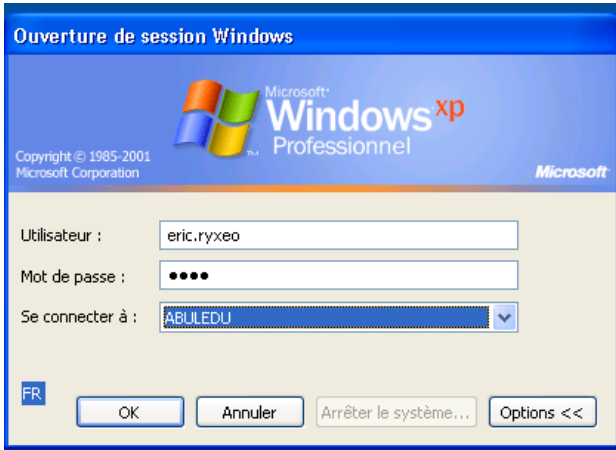 Ouverture de session Windows
Microsoft
Windows xp
Professionnel
Copyright © 1985-2001
Microsoft Corporation
Microsoft
Utilisateur : eric.ryxeo
Mot de passe : ●●●●
Se connecter à : ABULEDU
FR
OK Annuler Arrêter le système... Options <<